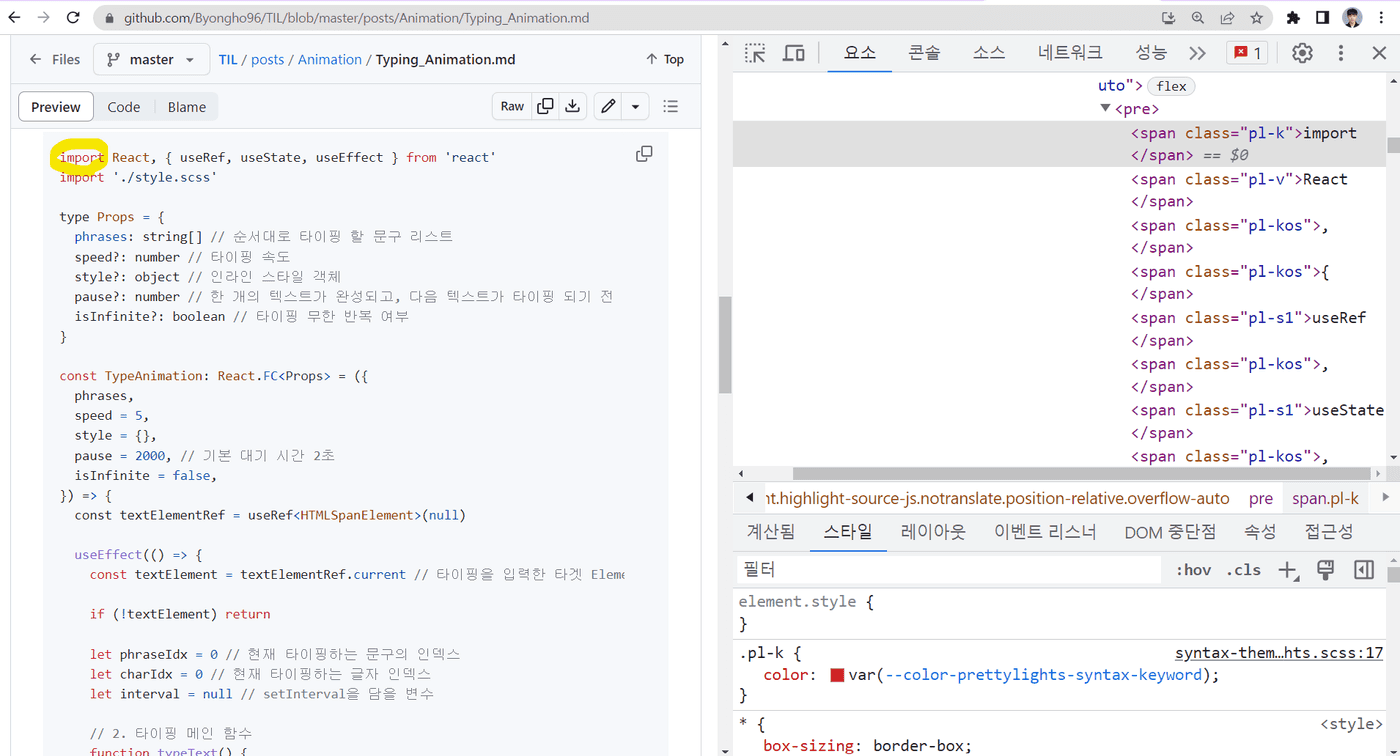 github.com/Byongho96/TIL/blob/master/posts/Animation/Typing_Animation.md
Files master TIL / posts / Animation / Typing_Animation.md Top
Preview Code Blame Raw
import React, { useRef, useState, useEffect } from 'react'
import './style.scss'
type Props = {
phrases: string[] // 순서대로 타이핑 할 문구 리스트
speed?: number // 타이핑 속도
style?: object // 인라인 스타일 객체
pause?: number // 한 개의 텍스트가 완성되고, 다음 텍스트가 타이핑 되기 전
isInfinite?: boolean // 타이핑 무한 반복 여부
}
const TypeAnimation: React.FC<Props> = ({
phrases,
speed = 5,
style = {},
pause = 2000, // 기본 대기 시간 2초
isInfinite = false,
}) => {
const textElementRef = useRef<HTMLSpanElement>(null)
useEffect(() => {
const textElement = textElementRef.current // 타이핑을 입력한 타겟 Eleme
if (!textElement) return
let phraseIdx = 0 // 현재 타이핑하는 문구의 인덱스
let charIdx = 0 // 현재 타이핑하는 글자 인덱스
let interval = null // setInterval을 담을 변수
// 2. 타이핑 메인 함수
function typeText() {
요소 콘솔 소스 네트워크 성능 1
uto"> flex
▼<pre>
<span class="pl-k">import
</span> == $0
<span class="pl-v">React
</span>
<span class="pl-kos">,
</span>
<span class="pl-kos">{
</span>
<span class="pl-s1">useRef
</span>
<span class="pl-kos">,
</span>
<span class="pl-s1">useState
</span>
<span class="pl-kos">,
nt.highlight-source-js.notranslate.position-relative.overflow-auto pre span.pl-k
계산됨 스타일 레이아웃 이벤트 리스너 DOM 중단점 속성 접근성
필터 :hov .cls
element.style {
}
.pl-k { syntax-them…hts.scss:17
color: var(--color-prettylights-syntax-keyword);
}
* { <style>
box-sizing: border-box;